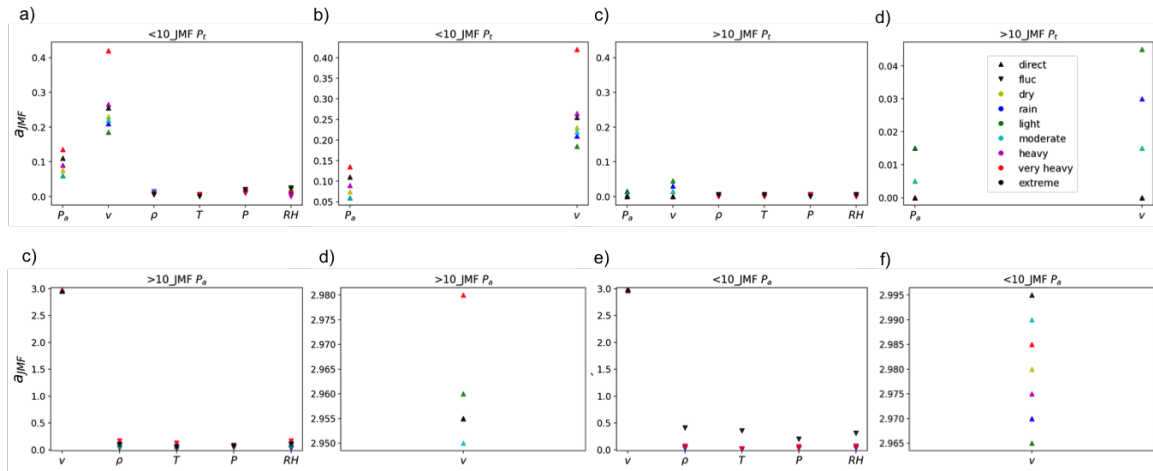 a)
b)
c)
d)
<10_JMF Pt
<10_JMF Pt
>10_JMF Pt
>10_JMF Pt
aJMF
0.4
0.3
0.2
0.1
0.0
Pa v ρ T P RH
0.40
0.35
0.30
0.25
0.20
0.15
0.10
0.05
Pa v
0.4
0.3
0.2
0.1
0.0
Pa v ρ T P RH
0.04
0.03
0.02
0.01
0.00
Pa v
direct
fluc
dry
rain
light
moderate
heavy
very heavy
extreme
c)
d)
e)
f)
>10_JMF Pa
>10_JMF Pa
<10_JMF Pa
<10_JMF Pa
aJMF
3.0
2.5
2.0
1.5
1.0
0.5
0.0
v ρ T P RH
2.980
2.975
2.970
2.965
2.960
2.955
2.950
v
3.0
2.5
2.0
1.5
1.0
0.5
0.0
v ρ T P RH
2.995
2.990
2.985
2.980
2.975
2.970
2.965
v